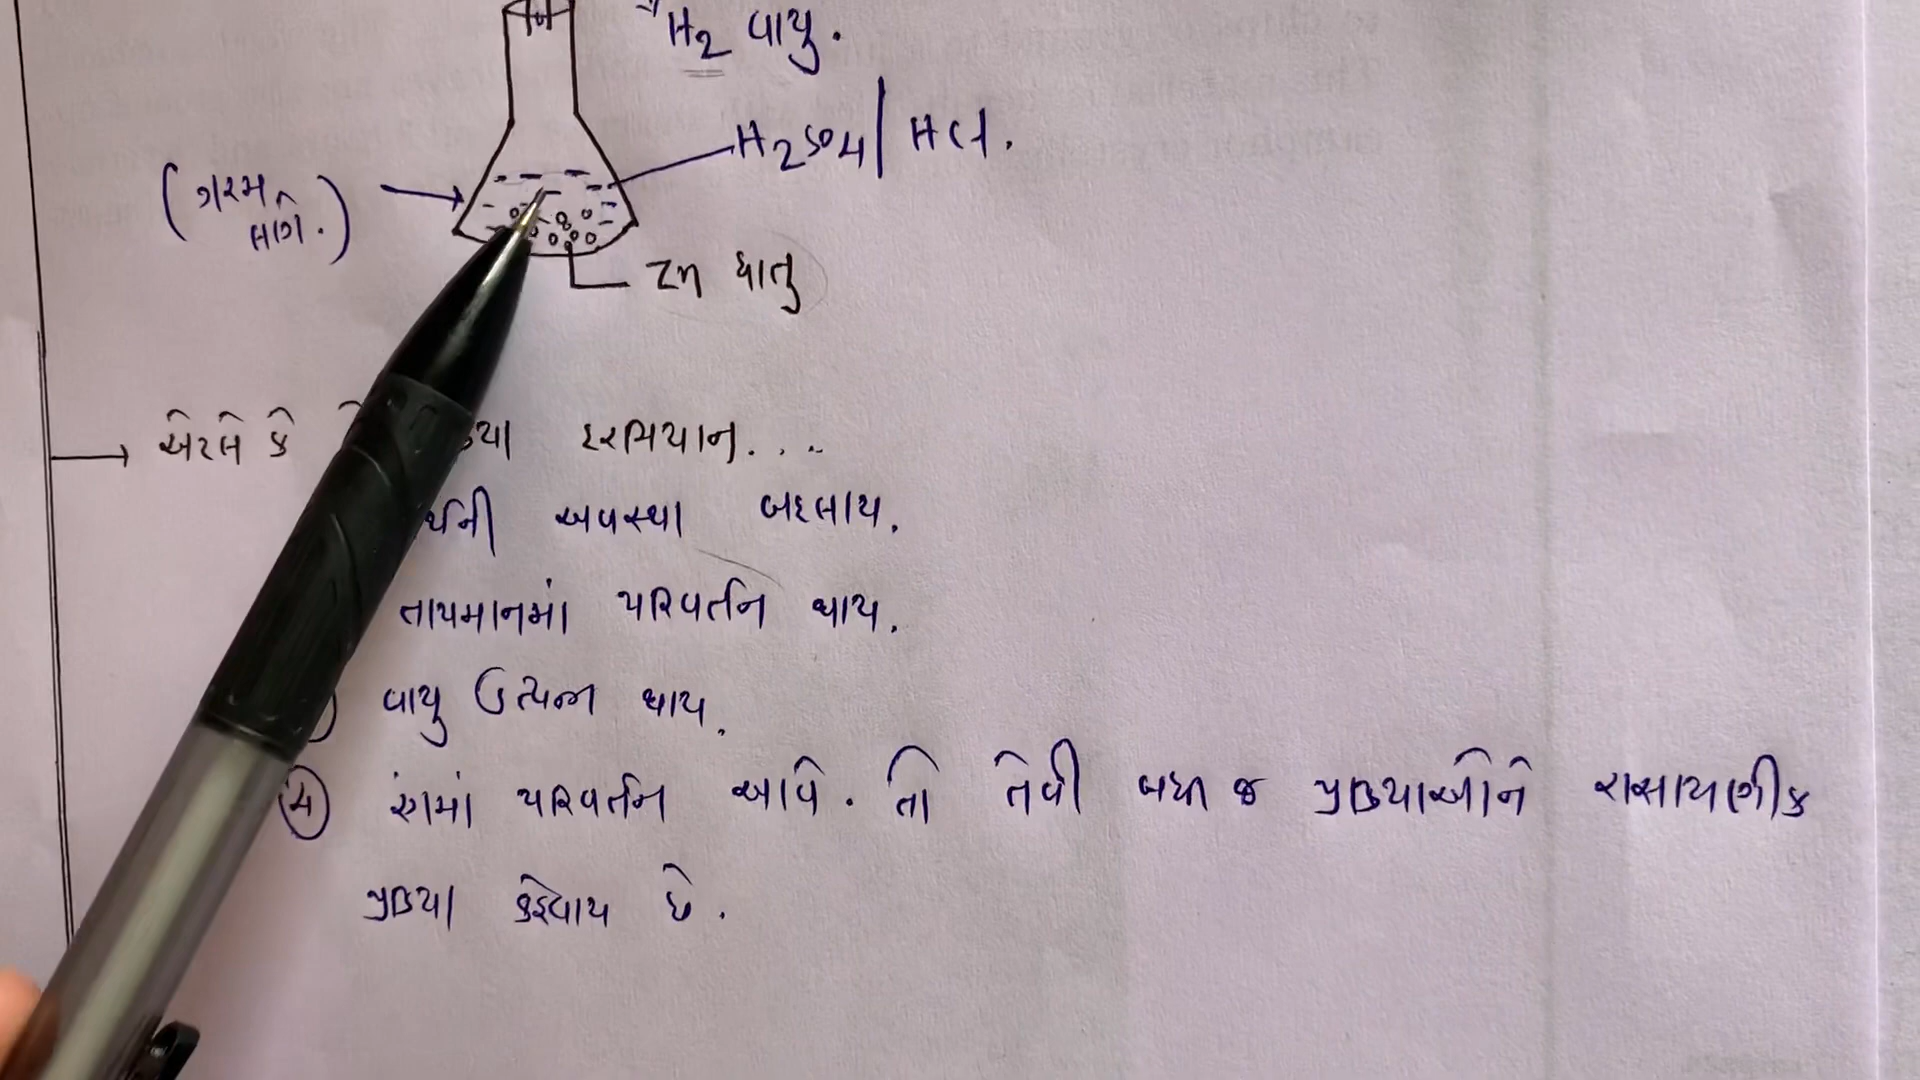 H2 વાયુ.
H2SO4 | HCl.
(ગરમ
લાગે.)
Zn ધાતુ
→ એટલે કે દરમિયાન...
અવસ્થા બદલાય.
તાપમાનમાં પરિવર્તન થાય.
વાયુ ઉત્પન્ન થાય.
④ રંગમાં પરિવર્તન આવે. તો તેવી બધી જ પ્રક્રિયાઓને રાસાયણીક
પ્રક્રિયા કહેવાય છે.